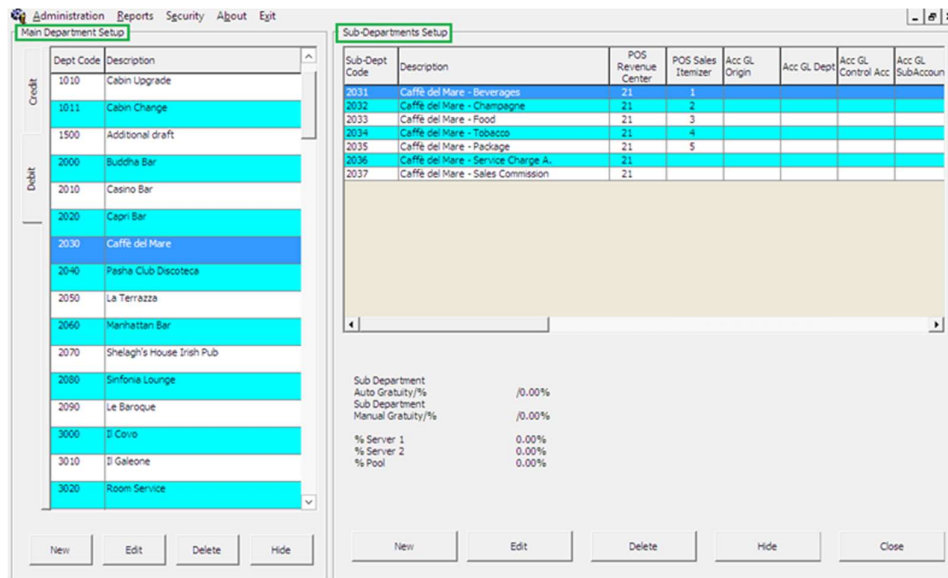 Administration Reports Security About Exit
Main Department Setup
Credit
Debit
Dept Code Description
1010 Cabin Upgrade
1011 Cabin Change
1500 Additional draft
2000 Buddha Bar
2010 Casino Bar
2020 Capri Bar
2030 Caffè del Mare
2040 Pasha Club Discoteca
2050 La Terrazza
2060 Manhattan Bar
2070 Shelagh's House Irish Pub
2080 Sinfonia Lounge
2090 Le Baroque
3000 Il Covo
3010 Il Galeone
3020 Room Service
New Edit Delete Hide
Sub-Departments Setup
Sub-Dept Code Description POS Revenue Center POS Sales Itemizer Acc GL Origin Acc GL Dept Acc GL Control Acc Acc GL SubAccoun
2031 Caffè del Mare - Beverages 21 1
2032 Caffè del Mare - Champagne 21 2
2033 Caffè del Mare - Food 21 3
2034 Caffè del Mare - Tobacco 21 4
2035 Caffè del Mare - Package 21 5
2036 Caffè del Mare - Service Charge A. 21
2037 Caffè del Mare - Sales Commission 21
Sub Department
Auto Gratuity/% /0.00%
Sub Department
Manual Gratuity/% /0.00%
% Server 1 0.00%
% Server 2 0.00%
% Pool 0.00%
New Edit Delete Hide Close